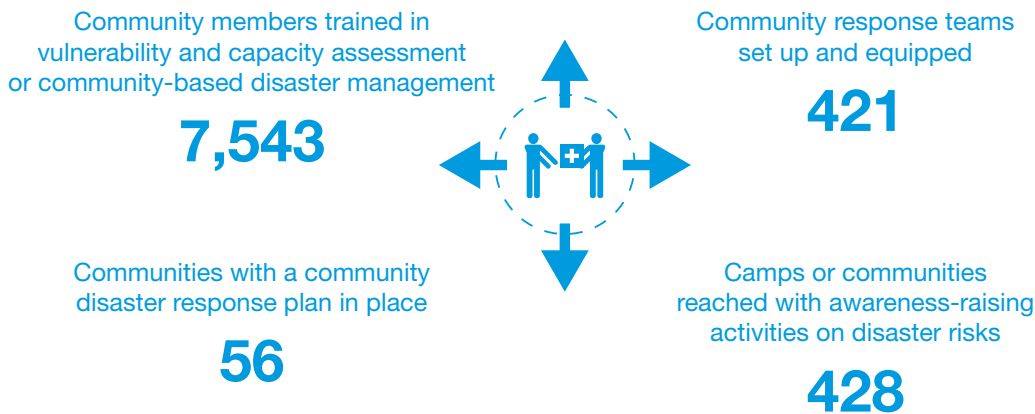 Community members trained in
vulnerability and capacity assessment
or community-based disaster management
7,543
Community response teams
set up and equipped
421
Communities with a community
disaster response plan in place
56
Camps or communities
reached with awareness-raising
activities on disaster risks
428